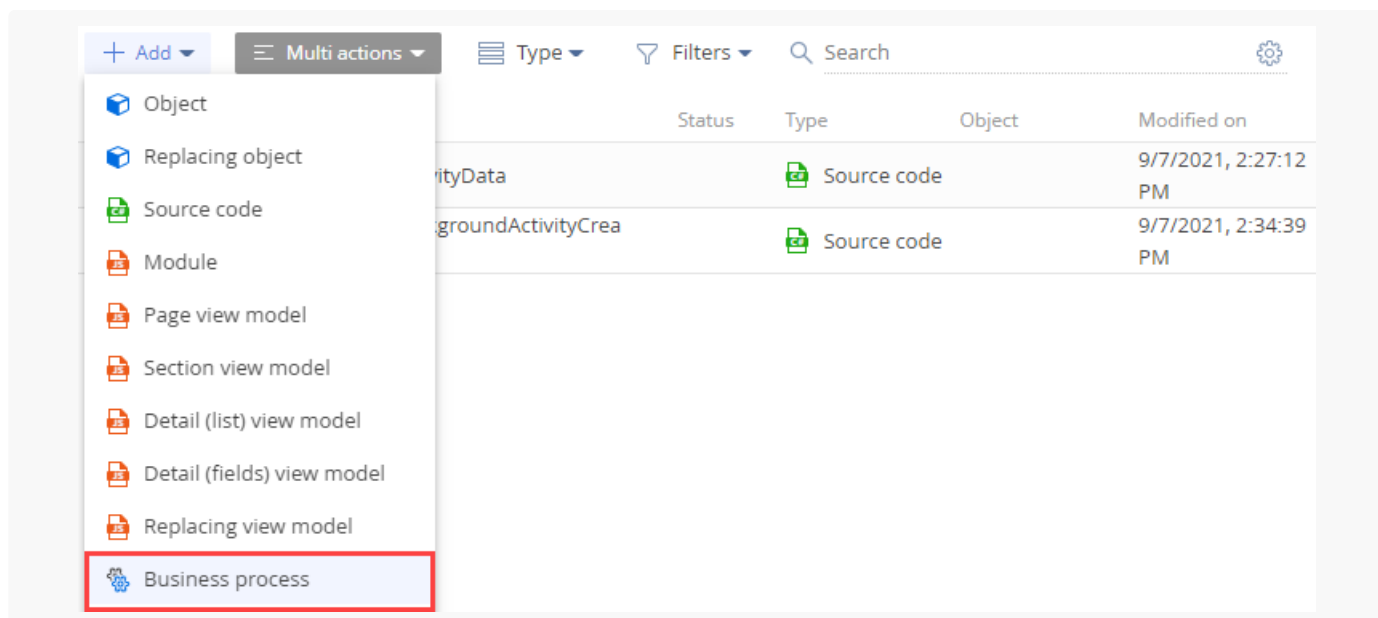 Add Multi actions Type Filters Search
Object
Status Type Object Modified on
Replacing object
ityData Source code 9/7/2021, 2:27:12
PM
Source code
groundActivityCrea Source code 9/7/2021, 2:34:39
PM
Module
Page view model
Section view model
Detail (list) view model
Detail (fields) view model
Replacing view model
Business process